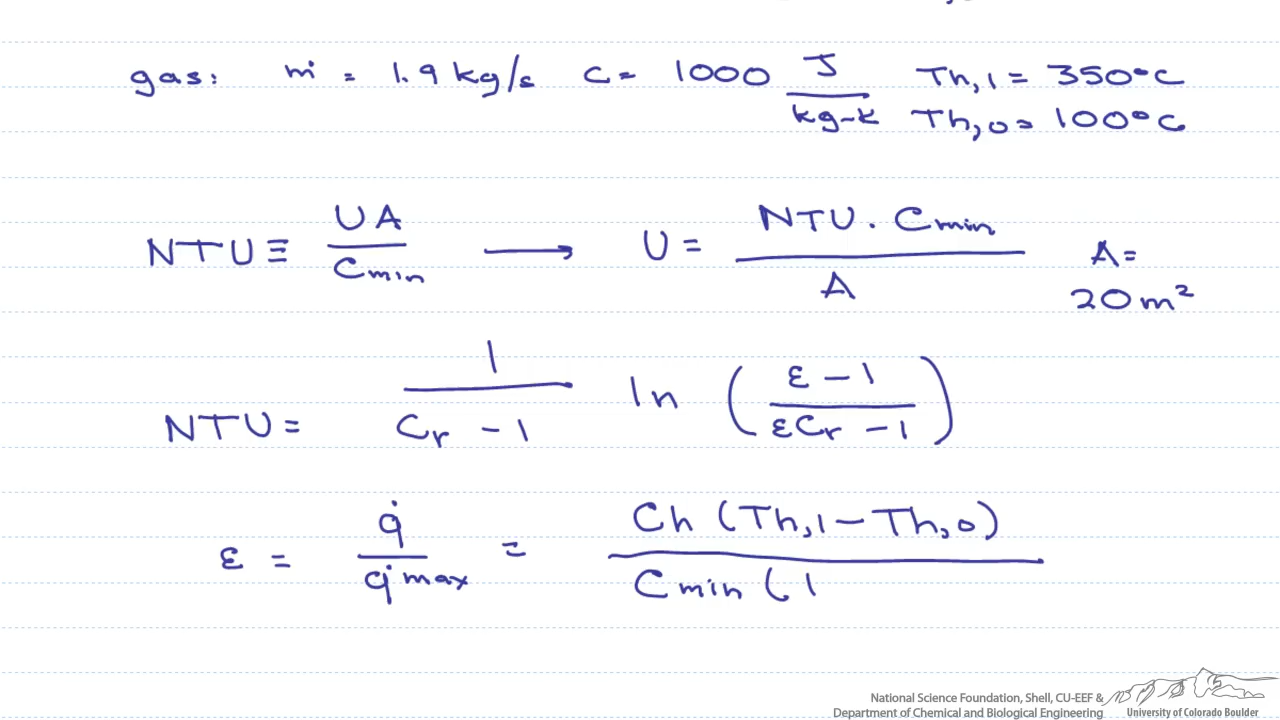 gas: ṁ = 1.9 kg/s C = 1000 J / kg-K Th,1 = 350°C
Th,0 = 100°C
NTU ≡ UA / Cmin → U = NTU · Cmin / A A =
20 m²
NTU = 1 / Cr - 1 ln ( ε - 1 / εCr - 1 )
ε = q̇ / q̇max = Ch (Th,1 - Th,0) / Cmin ( 1
National Science Foundation, Shell, CU-EEF &
Department of Chemical and Biological Engineering
University of Colorado Boulder